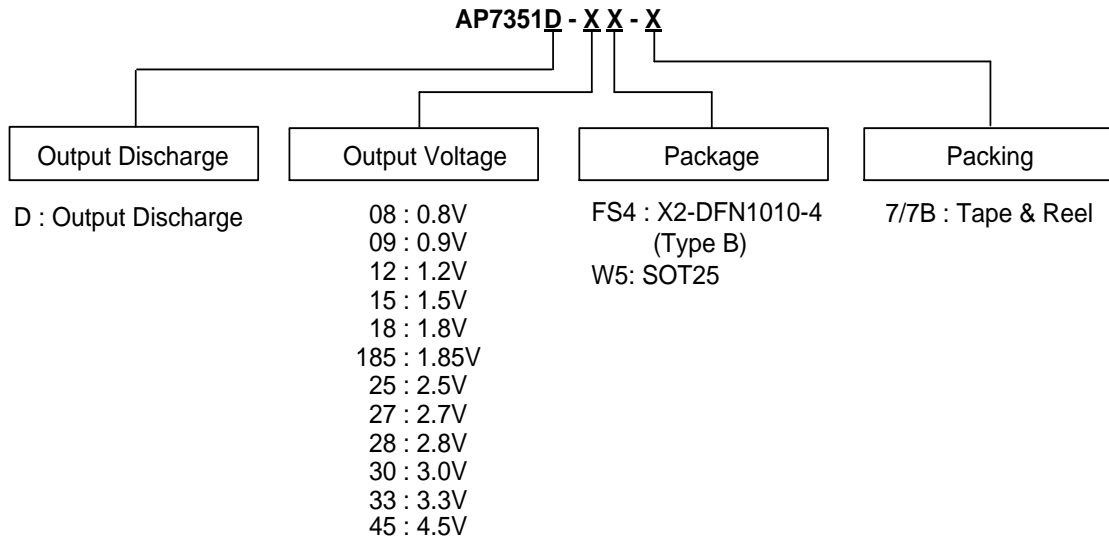 AP7351D - X X - X
Output Discharge
D : Output Discharge
Output Voltage
08 : 0.8V
09 : 0.9V
12 : 1.2V
15 : 1.5V
18 : 1.8V
185 : 1.85V
25 : 2.5V
27 : 2.7V
28 : 2.8V
30 : 3.0V
33 : 3.3V
45 : 4.5V
Package
FS4 : X2-DFN1010-4
(Type B)
W5: SOT25
Packing
7/7B : Tape & Reel